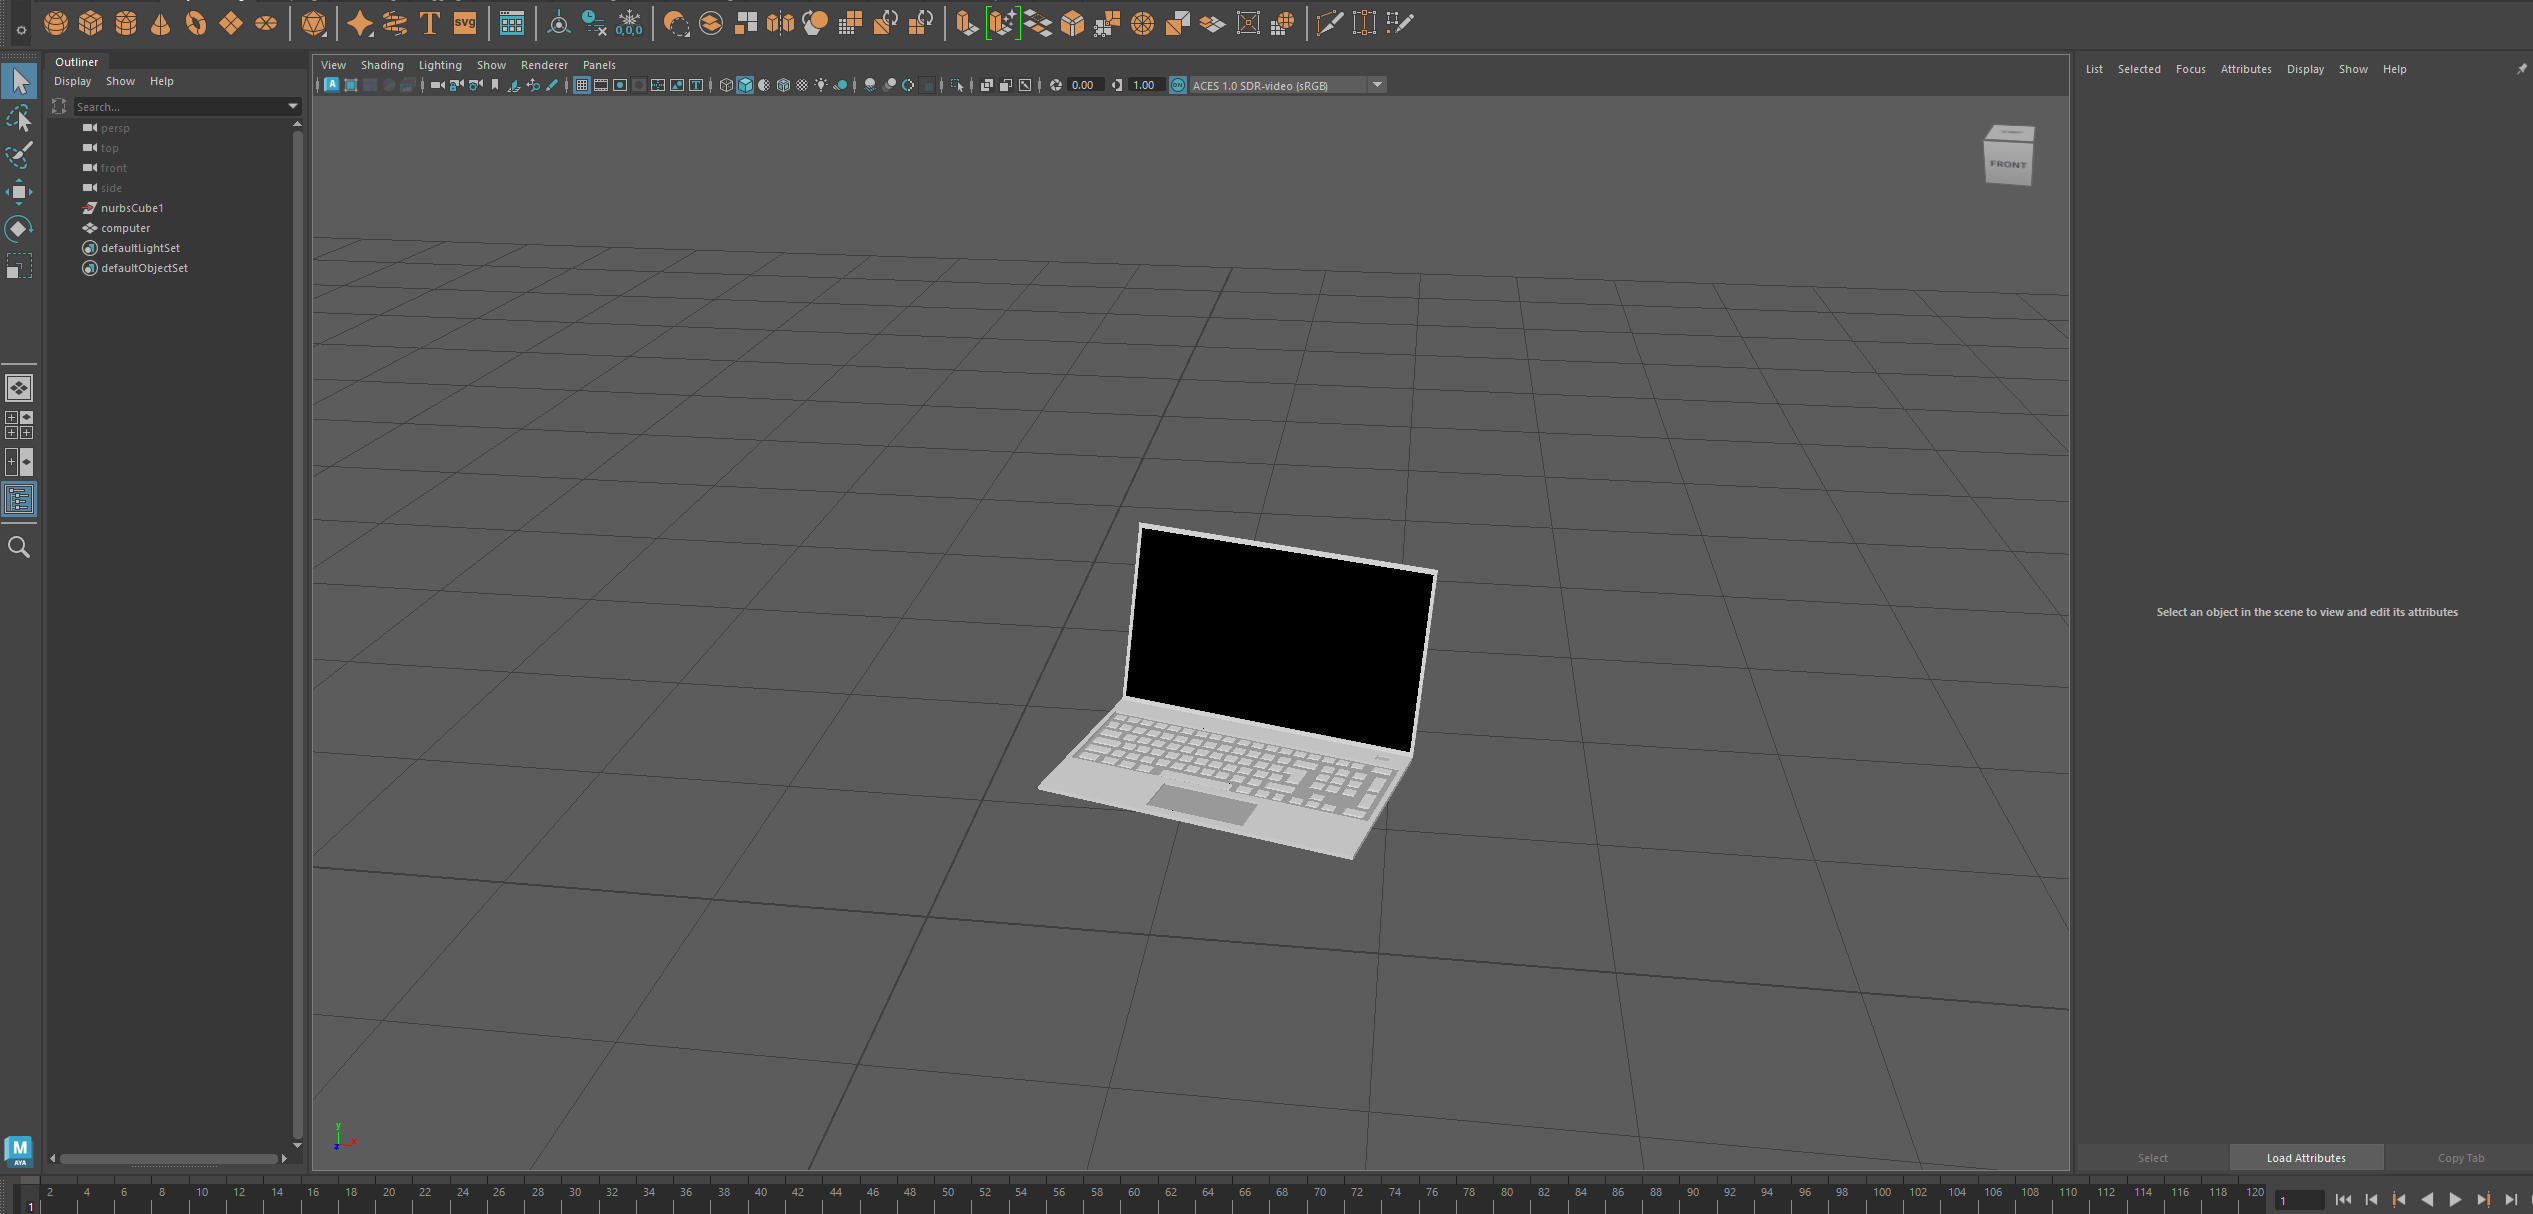 svg
0,0,0
Outliner
Display Show Help
Search...
persp
top
front
side
nurbsCube1
computer
defaultLightSet
defaultObjectSet
View Shading Lighting Show Renderer Panels
0.00 1.00 ACES 1.0 SDR-video (sRGB)
FRONT
y
x
z
List Selected Focus Attributes Display Show Help
Select an object in the scene to view and edit its attributes
Select Load Attributes Copy Tab
M
AYA
2 4 6 8 10 12 14 16 18 20 22 24 26 28 30 32 34 36 38 40 42 44 46 48 50 52 54 56 58 60 62 64 66 68 70 72 74 76 78 80 82 84 86 88 90 92 94 96 98 100 102 104 106 108 110 112 114 116 118 120
1
1